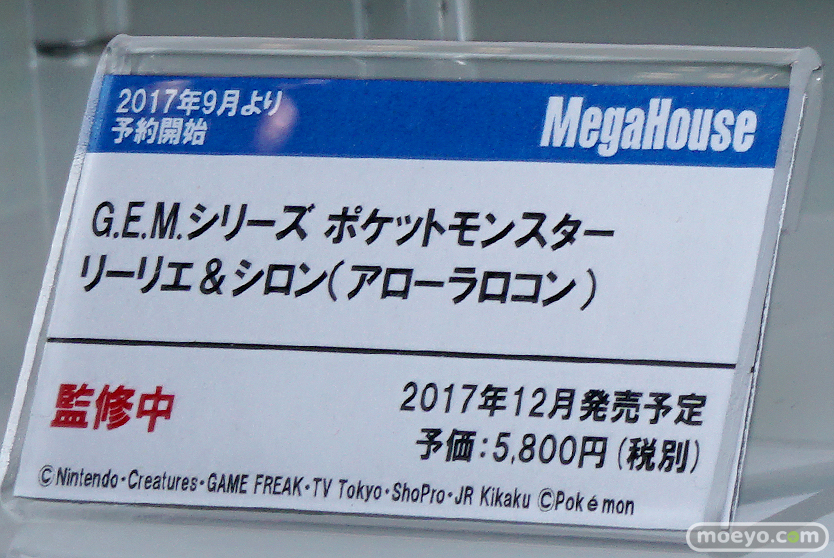 2017年9月より
予約開始
MegaHouse
G.E.M.シリーズ ポケットモンスター
リーリエ＆シロン（アローラロコン）
監修中
2017年12月発売予定
予価：5,800円（税別）
©Nintendo・Creatures・GAME FREAK・TV Tokyo・ShoPro・JR Kikaku ©Pokémon
moeyo.com